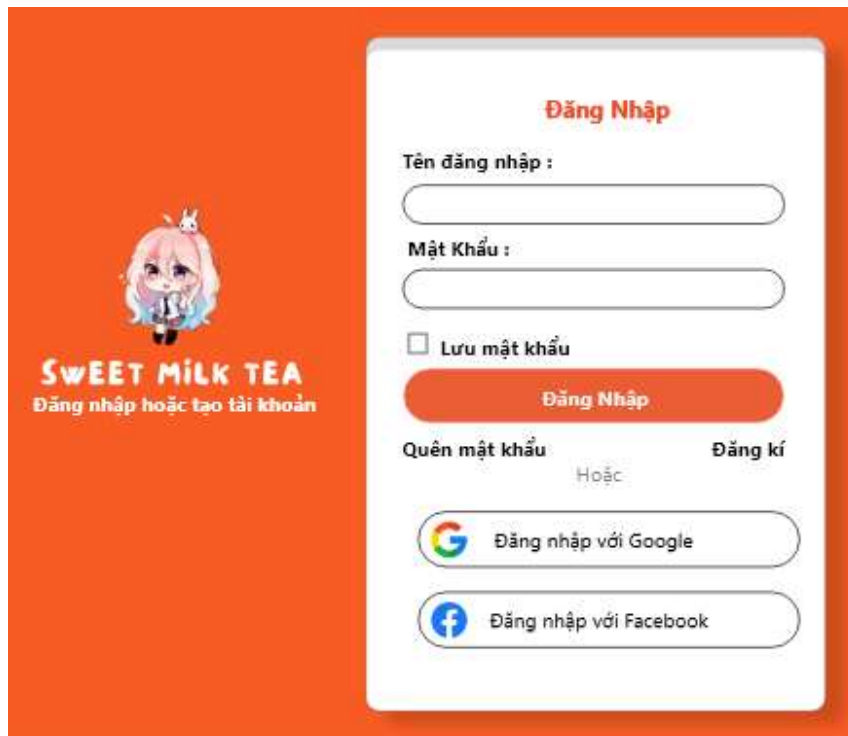 SWEET MiLK TEA
Đăng nhập hoặc tạo tài khoản
Đăng Nhập
Tên đăng nhập :
Mật Khẩu :
Lưu mật khẩu
Đăng Nhập
Quên mật khẩu Đăng kí
Hoặc
Đăng nhập với Google
Đăng nhập với Facebook